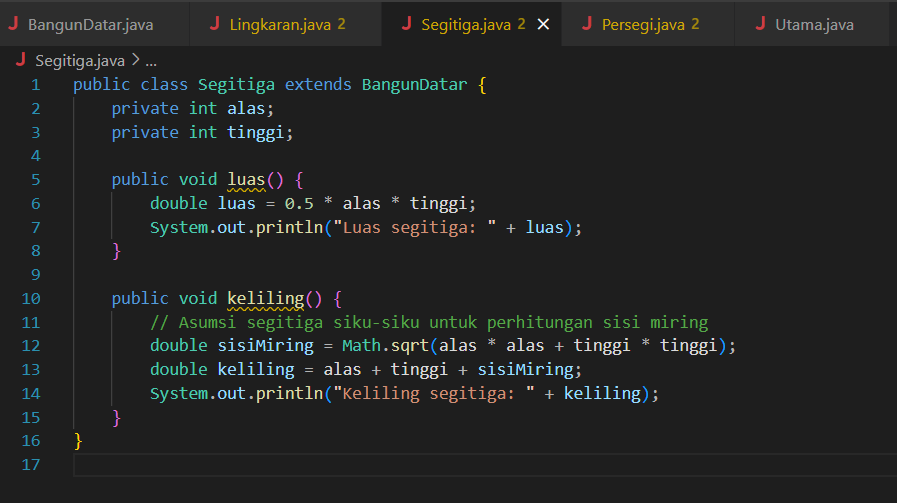 BangunDatar.java
Lingkaran.java 2
Segitiga.java 2
Persegi.java 2
Utama.java
Segitiga.java > ...
1 public class Segitiga extends BangunDatar {
2     private int alas;
3     private int tinggi;
4
5     public void luas() {
6         double luas = 0.5 * alas * tinggi;
7         System.out.println("Luas segitiga: " + luas);
8     }
9
10     public void keliling() {
11         // Asumsi segitiga siku-siku untuk perhitungan sisi miring
12         double sisiMiring = Math.sqrt(alas * alas + tinggi * tinggi);
13         double keliling = alas + tinggi + sisiMiring;
14         System.out.println("Keliling segitiga: " + keliling);
15     }
16 }
17